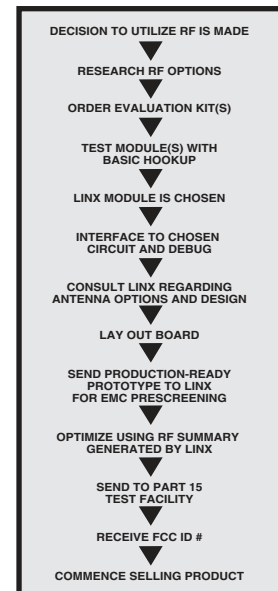 DECISION TO UTILIZE RF IS MADE
RESEARCH RF OPTIONS
ORDER EVALUATION KIT(S)
TEST MODULE(S) WITH
BASIC HOOKUP
LINX MODULE IS CHOSEN
INTERFACE TO CHOSEN
CIRCUIT AND DEBUG
CONSULT LINX REGARDING
ANTENNA OPTIONS AND DESIGN
LAY OUT BOARD
SEND PRODUCTION-READY
PROTOTYPE TO LINX
FOR EMC PRESCREENING
OPTIMIZE USING RF SUMMARY
GENERATED BY LINX
SEND TO PART 15
TEST FACILITY
RECEIVE FCC ID #
COMMENCE SELLING PRODUCT